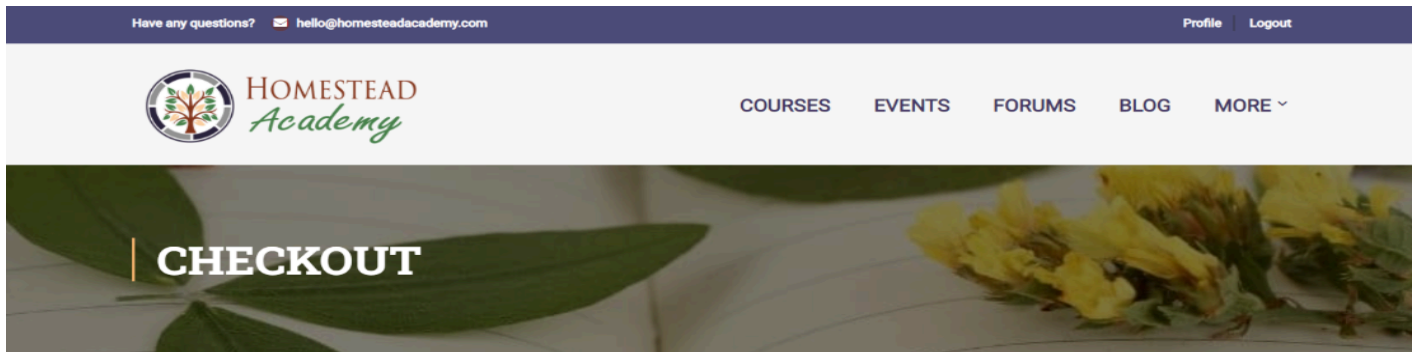 Have any questions? hello@homesteadacademy.com Profile Logout
HOMESTEAD
Academy
COURSES EVENTS FORUMS BLOG MORE
CHECKOUT